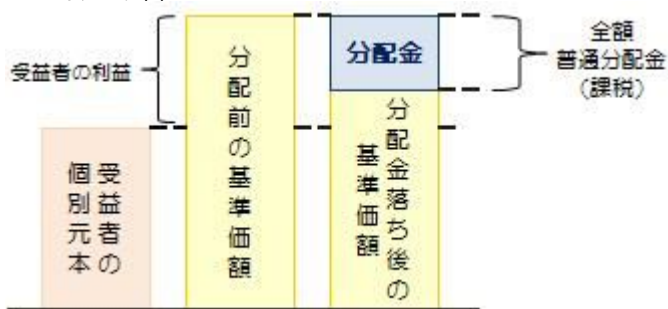 受益者の利益
受益者の
個別元本
分配前の基準価額
分配金
分配金落ち後の
基準価額
全額
普通分配金
(課税)